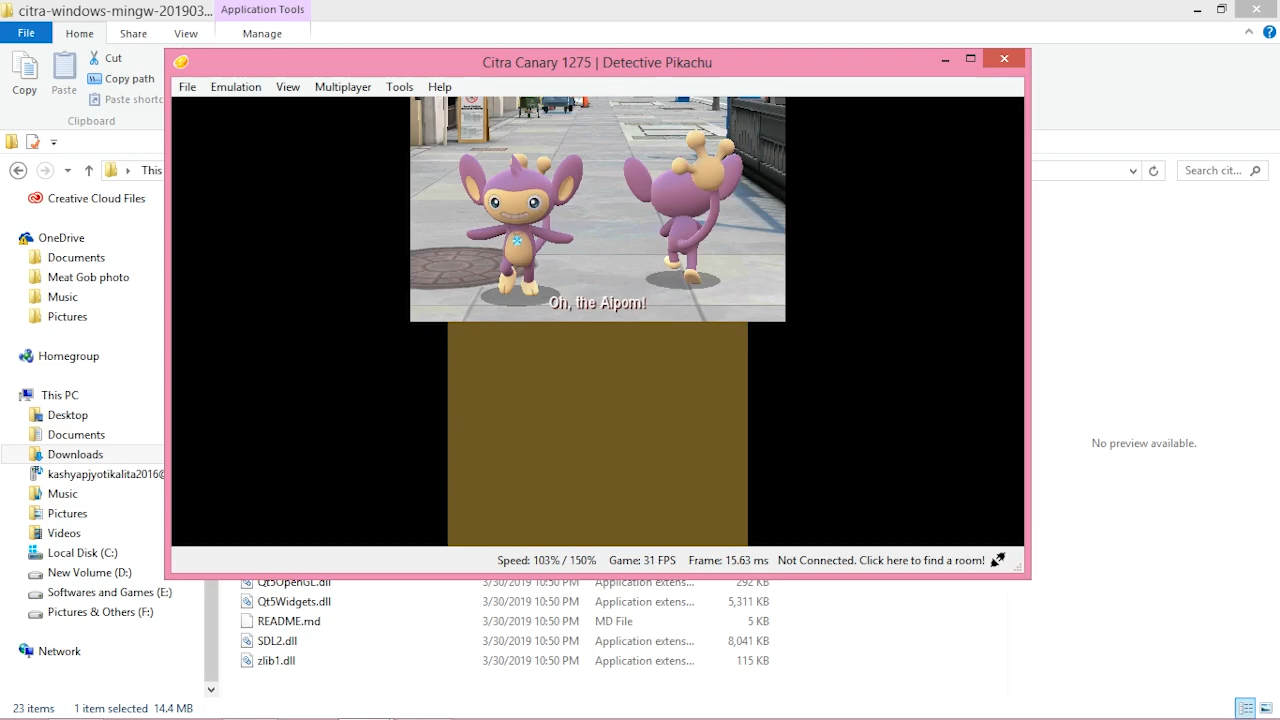 citra-windows-mingw-201903...
Application Tools
File
Home
Share
View
Manage
Copy
Paste
Cut
Copy path
Paste shortc
Clipboard
This
Search cit...
Creative Cloud Files
OneDrive
Documents
Meat Gob photo
Music
Pictures
Homegroup
This PC
Desktop
Documents
Downloads
kashyapjyotikalita2016@
Music
Pictures
Videos
Local Disk (C:)
New Volume (D:)
Softwares and Games (E:)
Pictures & Others (F:)
Network
Citra Canary 1275 | Detective Pikachu
File Emulation View Multiplayer Tools Help
Oh, the Aipom!
Speed: 103% / 150% Game: 31 FPS Frame: 15.63 ms Not Connected. Click here to find a room!
No preview available.
Qt5OpenGL.dll 3/30/2019 10:50 PM Application extens... 292 KB
Qt5Widgets.dll 3/30/2019 10:50 PM Application extens... 5,311 KB
README.md 3/30/2019 10:50 PM MD File 5 KB
SDL2.dll 3/30/2019 10:50 PM Application extens... 8,041 KB
zlib1.dll 3/30/2019 10:50 PM Application extens... 115 KB
23 items 1 item selected 14.4 MB